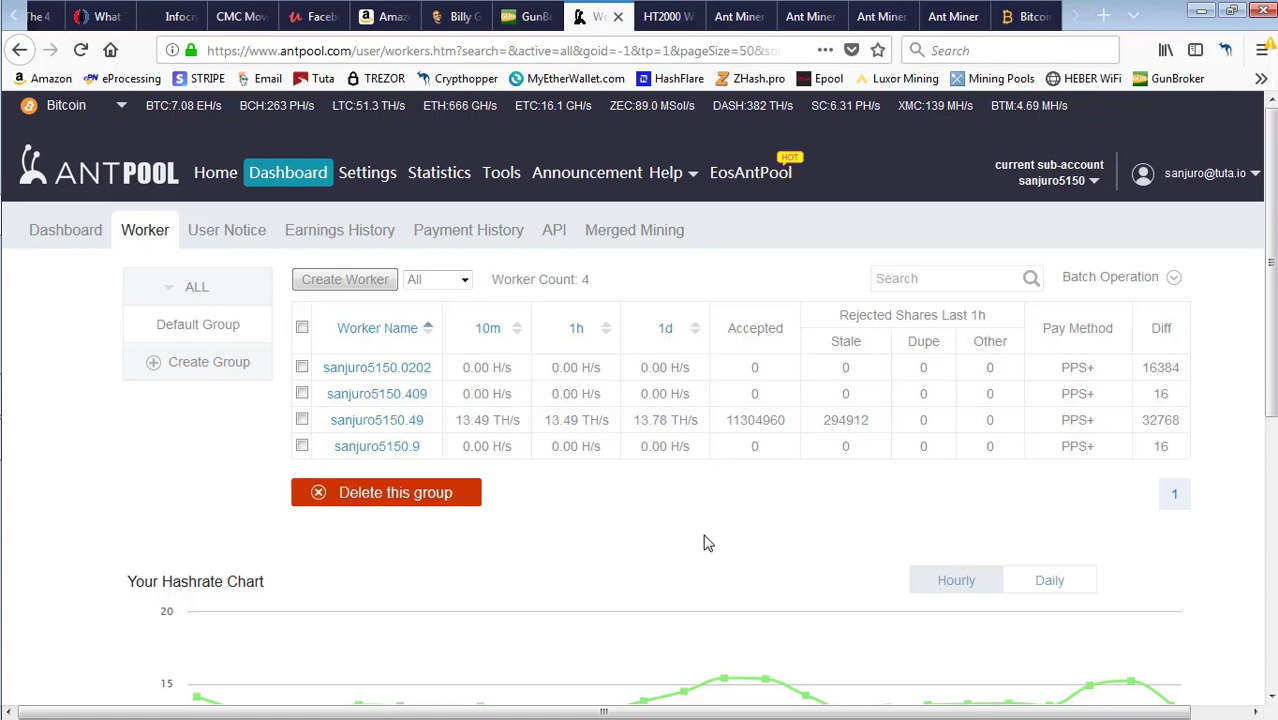 The 4 What Infocry CMC Mov Faceb Amaz Billy G GunBr Wo HT2000 W Ant Miner Ant Miner Ant Miner Ant Miner Bitcoi
https://www.antpool.com/user/workers.htm?search=&active=all&goid=-1&tp=1&pageSize=50&so Search
Amazon eProcessing STRIPE Email Tuta TREZOR Crypthopper MyEtherWallet.com HashFlare ZHash.pro Epool Luxor Mining Mining Pools HEBER WiFi GunBroker
Bitcoin BTC:7.08 EH/s BCH:263 PH/s LTC:51.3 TH/s ETH:666 GH/s ETC:16.1 GH/s ZEC:89.0 MSol/s DASH:382 TH/s SC:6.31 PH/s XMC:139 MH/s BTM:4.69 MH/s
HOT
current sub-account
ANTPOOL Home Dashboard Settings Statistics Tools Announcement Help EosAntPool sanjuro5150 sanjuro@tuta.io
Dashboard Worker User Notice Earnings History Payment History API Merged Mining
ALL Create Worker All Worker Count: 4 Search Batch Operation
Default Group
Create Group
Worker Name 10m 1h 1d Accepted Rejected Shares Last 1h Pay Method Diff
Stale Dupe Other
sanjuro5150.0202 0.00 H/s 0.00 H/s 0.00 H/s 0 0 0 0 PPS+ 16384
sanjuro5150.409 0.00 H/s 0.00 H/s 0.00 H/s 0 0 0 0 PPS+ 16
sanjuro5150.49 13.49 TH/s 13.49 TH/s 13.78 TH/s 11304960 294912 0 0 PPS+ 32768
sanjuro5150.9 0.00 H/s 0.00 H/s 0.00 H/s 0 0 0 0 PPS+ 16
Delete this group 1
Your Hashrate Chart Hourly Daily
20
15